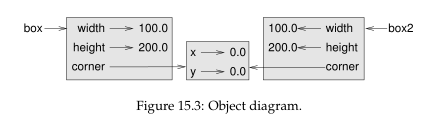 box width 100.0 100.0 width box2
height 200.0 200.0 height
x 0.0
corner corner
y 0.0
Figure 15.3: Object diagram.